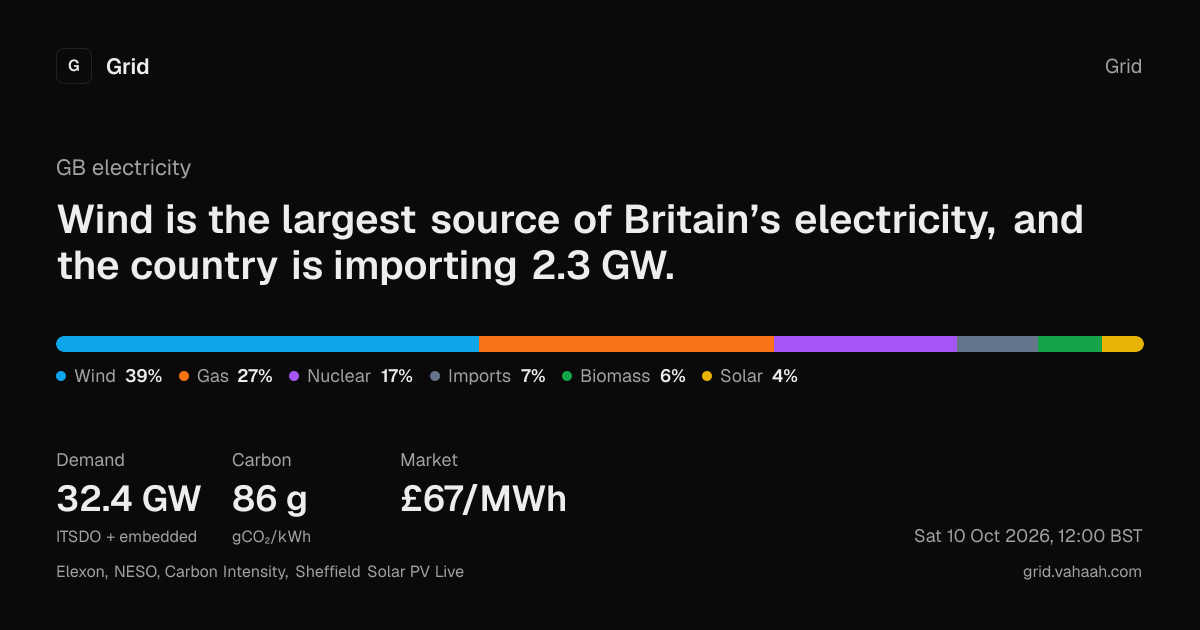 G Grid Grid
GB electricity
Wind is the largest source of Britain’s electricity, and
the country is importing 2.3 GW.
Wind 39% Gas 27% Nuclear 17% Imports 7% Biomass 6% Solar 4%
Demand Carbon Market
32.4 GW 86 g £67/MWh
ITSDO + embedded gCO₂/kWh Sat 10 Oct 2026, 12:00 BST
Elexon, NESO, Carbon Intensity, Sheffield Solar PV Live grid.vahaah.com